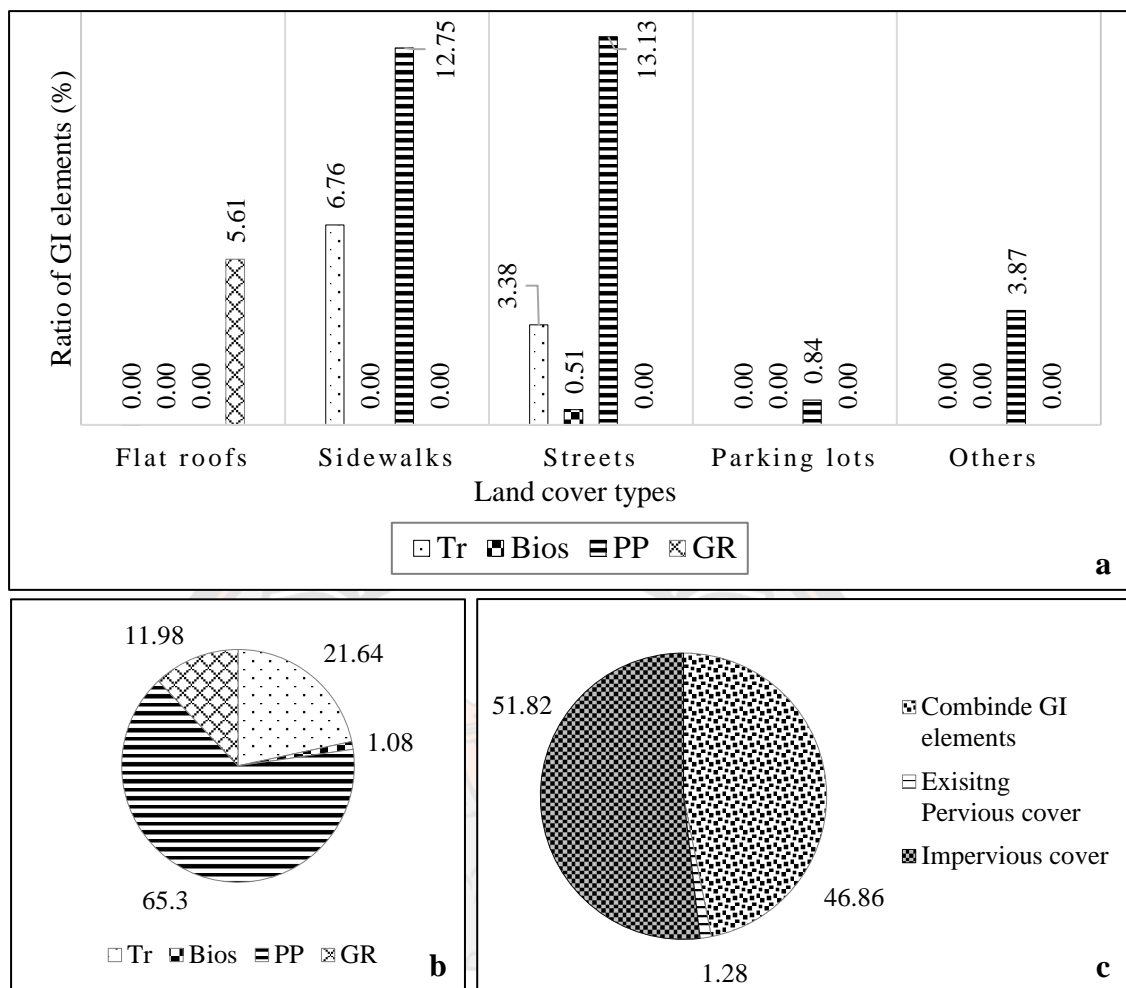 Ratio of GI elements (%)
0.00 0.00 0.00 5.61
6.76 0.00 12.75 0.00
3.38 0.51 13.13 0.00
0.00 0.00 0.84 0.00
0.00 0.00 3.87 0.00
Flat roofs Sidewalks Streets Parking lots Others
Land cover types
Tr Bios PP GR
a
11.98
21.64
1.08
65.3
Tr Bios PP GR
b
51.82
46.86
1.28
Combinde GI
elements
Exisitng
Pervious cover
Impervious cover
c